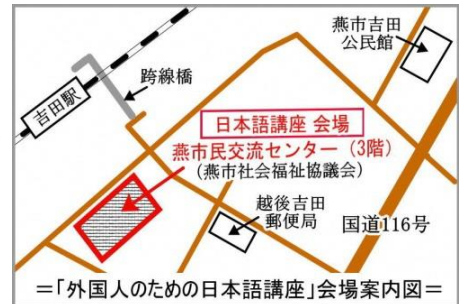 燕市吉田
公民館
吉田駅
跨線橋
日本語講座 会場
燕市民交流センター（3階）
（燕市社会福祉協議会）
越後吉田
郵便局
国道116号
＝「外国人のための日本語講座」会場案内図＝